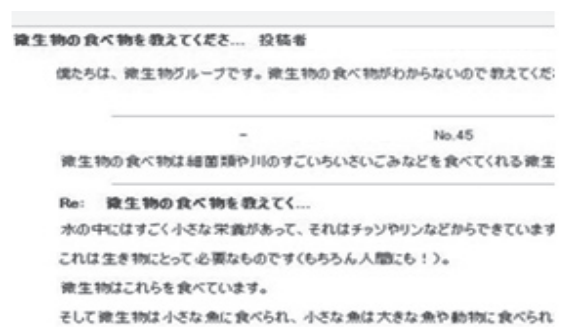 微生物の食べ物を教えてくださ... 投稿者
僕たちは、微生物グループです。微生物の食べ物がわからないので教えてくだ
- No.45
微生物の食べ物は細菌類や川のすごいちいさいごみなどを食べてくれる微生
Re: 微生物の食べ物を教えてく...
水の中にはすごく小さな栄養があって、それはチッソやリンなどからできています
これは生き物にとって必要なものです(もちろん人間にも！)。
微生物はこれらを食べています。
そして微生物は小さな魚に食べられ、小さな魚は大きな魚や動物に食べられ